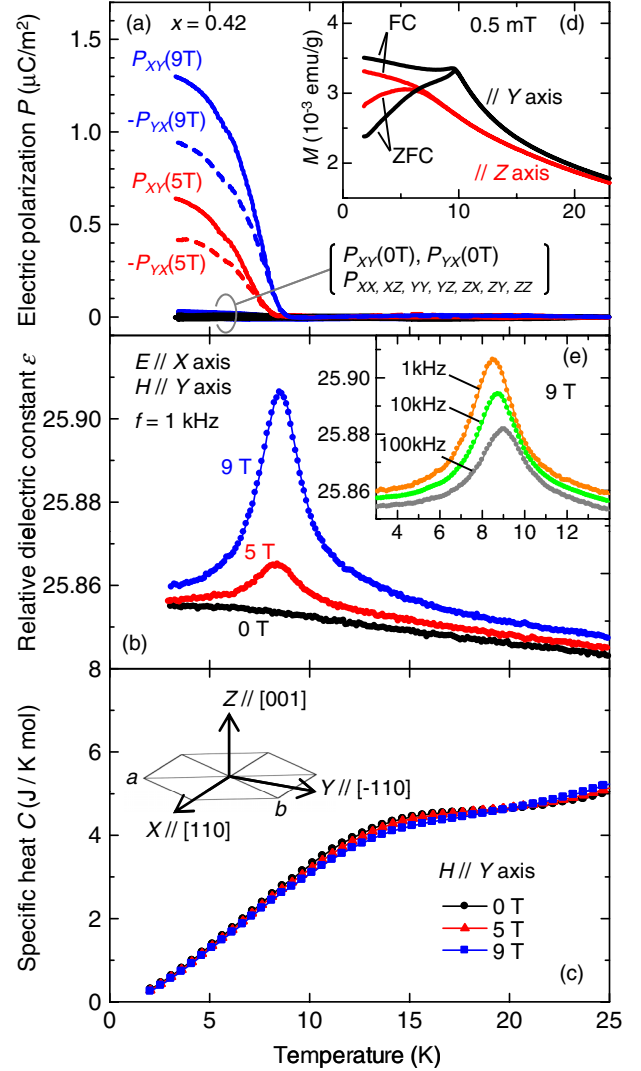 (a) x = 0.42
P_XY(9T)
-P_YX(9T)
P_XY(5T)
-P_YX(5T)
P_XY(0T), P_YX(0T)
P_XX, XZ, YY, YZ, ZX, ZY, ZZ
Electric polarization P (μC/m²)
1.5
1.0
0.5
0
(d) 0.5 mT
FC
ZFC
// Y axis
// Z axis
M (10⁻³ emu/g)
4
3
2
0 10 20
(b)
E // X axis
H // Y axis
f = 1 kHz
9 T
5 T
0 T
Relative dielectric constant ε
25.90
25.88
25.86
(e)
9 T
1kHz
10kHz
100kHz
25.90
25.88
25.86
4 6 8 10 12
(c)
Z // [001]
a
b
Y // [-110]
X // [110]
H // Y axis
0 T
5 T
9 T
Specific heat C (J / K mol)
8
6
4
2
0
0 5 10 15 20 25
Temperature (K)